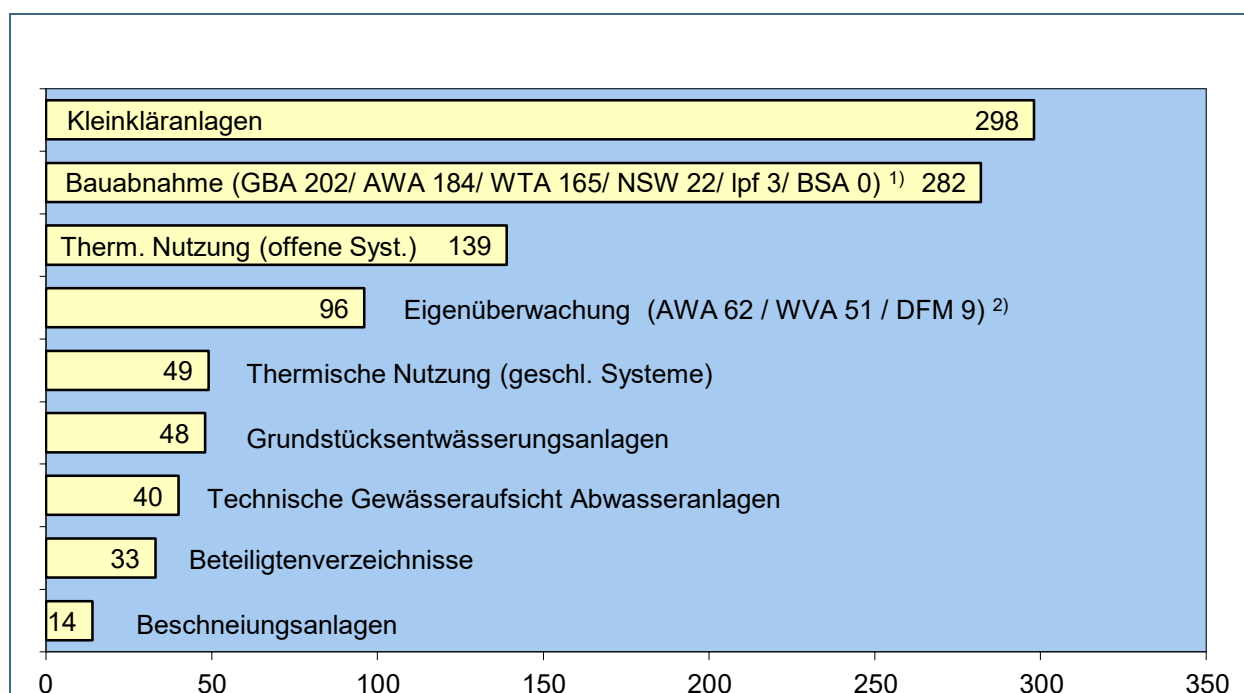 Kleinkläranlagen 298
Bauabnahme (GBA 202/ AWA 184/ WTA 165/ NSW 22/ lpf 3/ BSA 0) ¹⁾ 282
Therm. Nutzung (offene Syst.) 139
96 Eigenüberwachung (AWA 62 / WVA 51 / DFM 9) ²⁾
49 Thermische Nutzung (geschl. Systeme)
48 Grundstücksentwässerungsanlagen
40 Technische Gewässeraufsicht Abwasseranlagen
33 Beteiligtenverzeichnisse
14 Beschneiungsanlagen
0 50 100 150 200 250 300 350